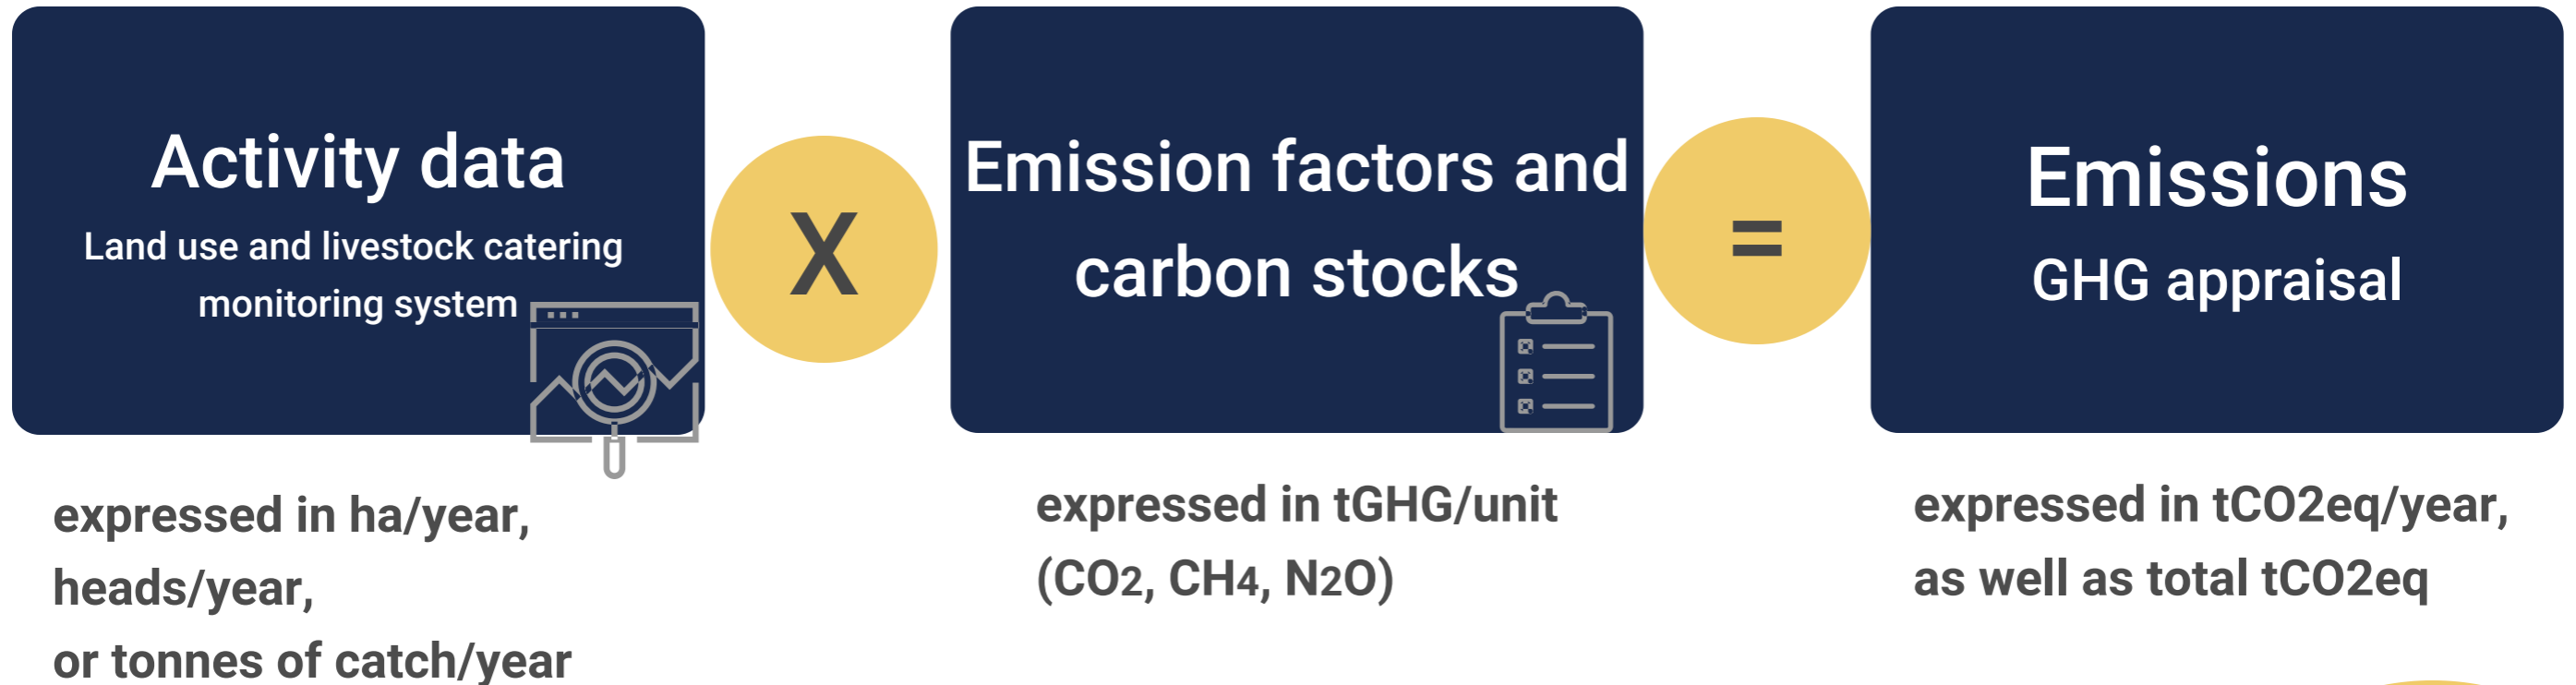 Activity data
Land use and livestock catering
monitoring system
expressed in ha/year,
heads/year,
or tonnes of catch/year
X
Emission factors and
carbon stocks
expressed in tGHG/unit
(CO2, CH4, N2O)
=
Emissions
GHG appraisal
expressed in tCO2eq/year,
as well as total tCO2eq